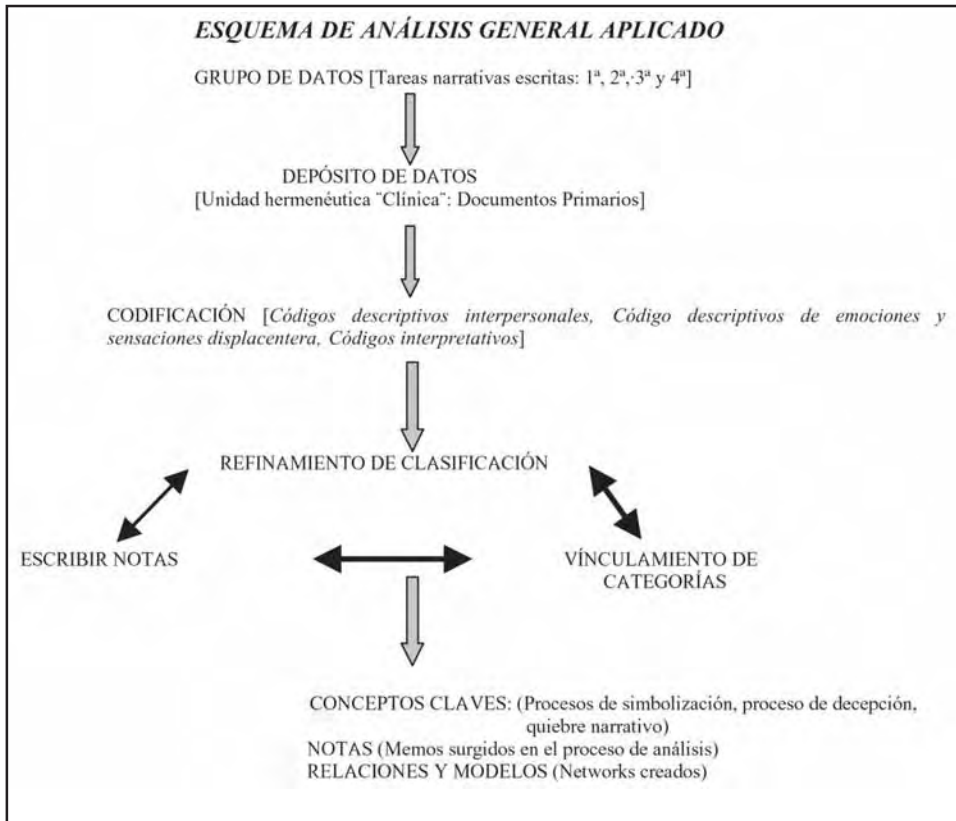 ESQUEMA DE ANÁLISIS GENERAL APLICADO
GRUPO DE DATOS [Tareas narrativas escritas: 1ª, 2ª,·3ª y 4ª]
DEPÓSITO DE DATOS
[Unidad hermenéutica ¨Clínica¨: Documentos Primarios]
CODIFICACIÓN [Códigos descriptivos interpersonales, Código descriptivos de emociones y
sensaciones displacentera, Códigos interpretativos]
REFINAMIENTO DE CLASIFICACIÓN
ESCRIBIR NOTAS
VÍNCULAMIENTO DE
CATEGORÍAS
CONCEPTOS CLAVES: (Procesos de simbolización, proceso de decepción,
quiebre narrativo)
NOTAS (Memos surgidos en el proceso de análisis)
RELACIONES Y MODELOS (Networks creados)